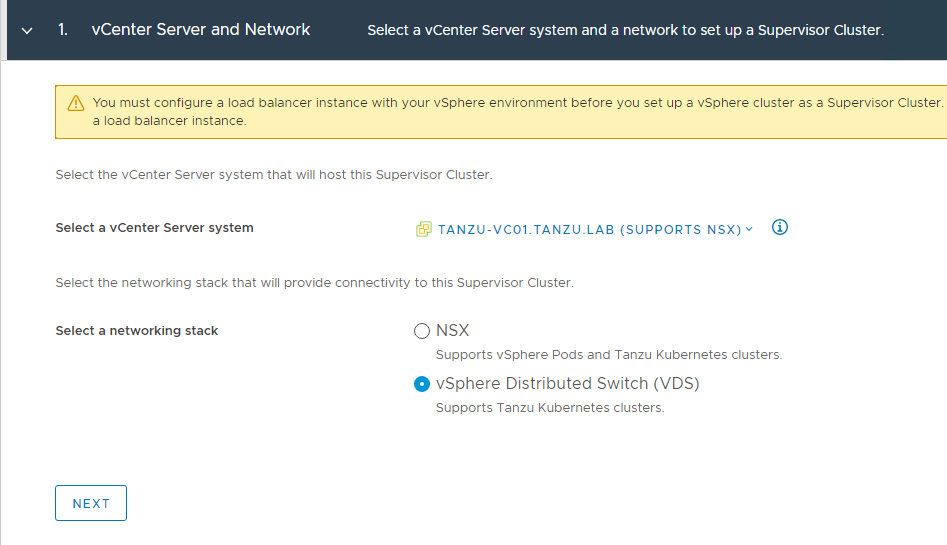 1. vCenter Server and Network Select a vCenter Server system and a network to set up a Supervisor Cluster.
You must configure a load balancer instance with your vSphere environment before you set up a vSphere cluster as a Supervisor Cluster.
a load balancer instance.
Select the vCenter Server system that will host this Supervisor Cluster.
Select a vCenter Server system TANZU-VC01.TANZU.LAB (SUPPORTS NSX)
Select the networking stack that will provide connectivity to this Supervisor Cluster.
Select a networking stack NSX
Supports vSphere Pods and Tanzu Kubernetes clusters.
vSphere Distributed Switch (VDS)
Supports Tanzu Kubernetes clusters.
NEXT